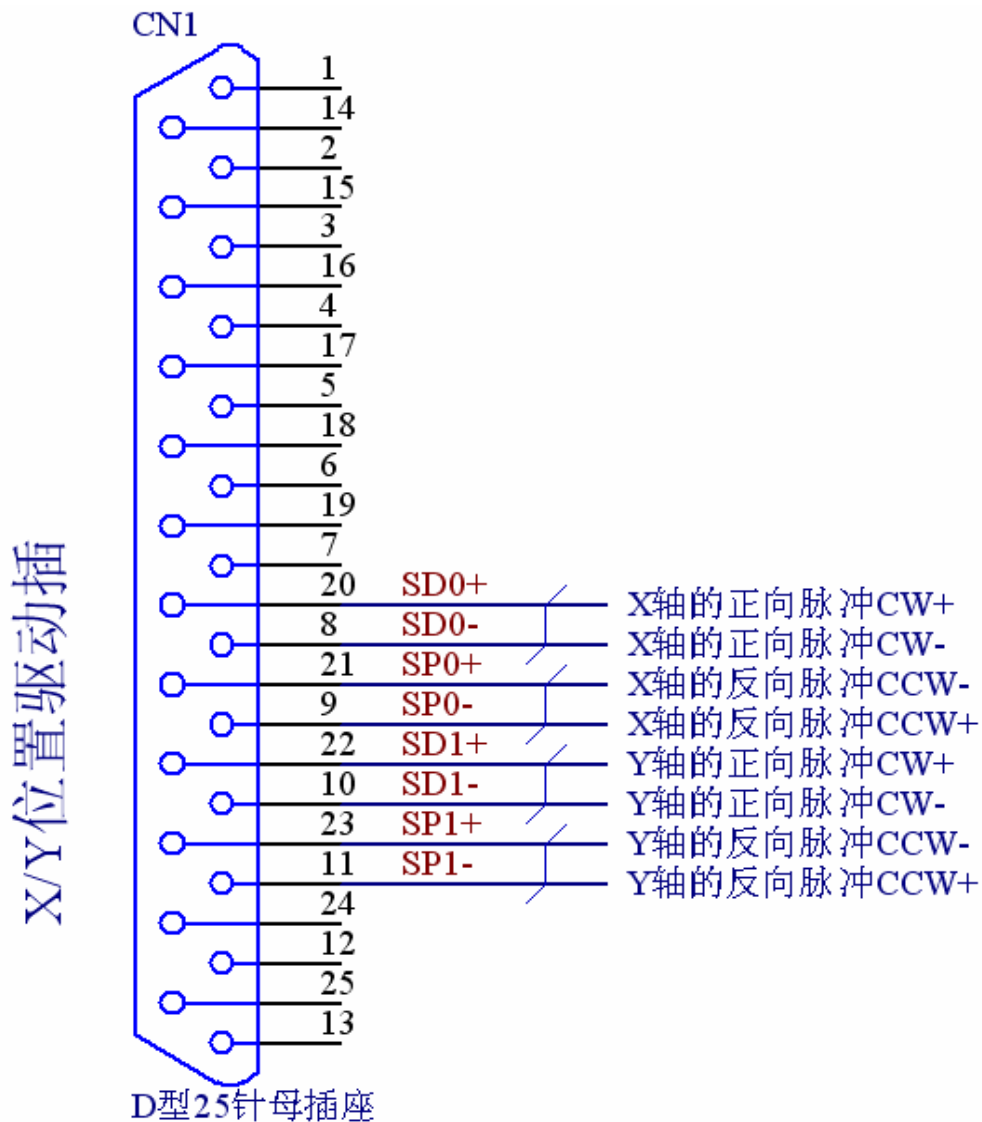 CN1
1
14
2
15
3
16
4
17
5
18
6
19
7
20 SD0+ X轴的正向脉冲CW+
8 SD0- X轴的正向脉冲CW-
21 SP0+ X轴的反向脉冲CCW-
9 SP0- X轴的反向脉冲CCW+
22 SD1+ Y轴的正向脉冲CW+
10 SD1- Y轴的正向脉冲CW-
23 SP1+ Y轴的反向脉冲CCW-
11 SP1- Y轴的反向脉冲CCW+
24
12
25
13
X/Y位置驱动插
D型25针母插座